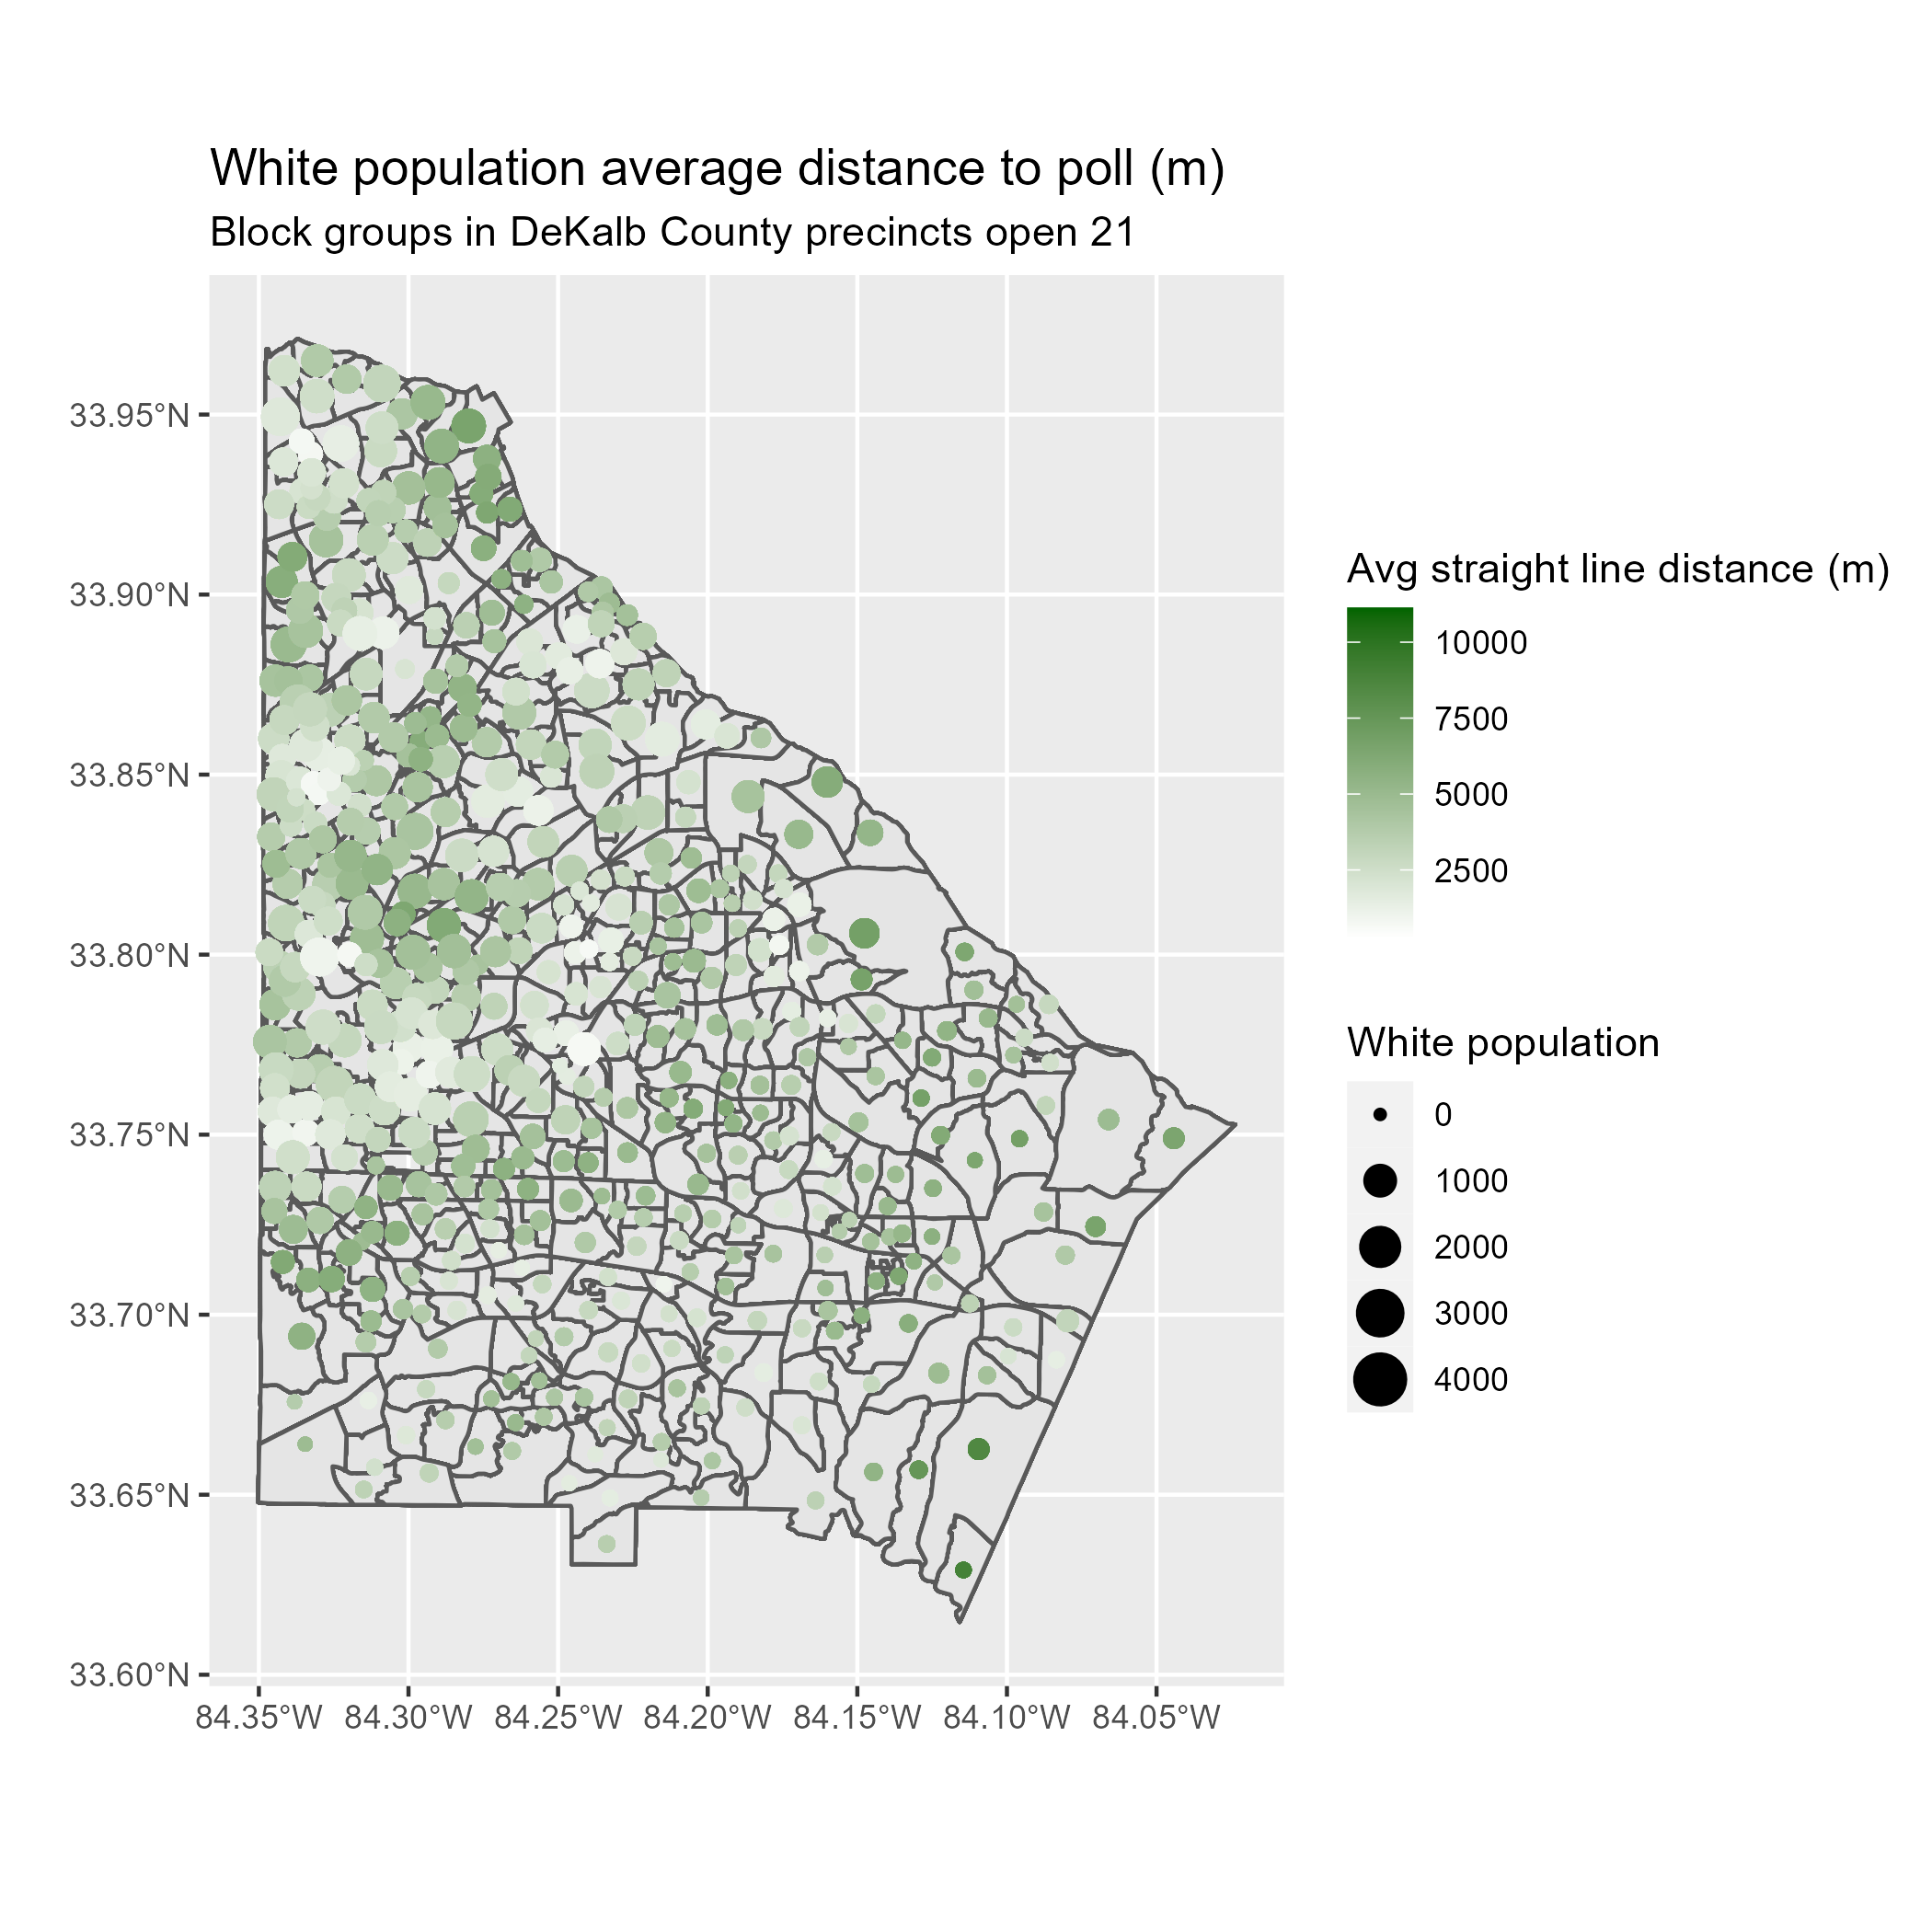 White population average distance to poll (m)
Block groups in DeKalb County precincts open 21
33.95°N
33.90°N
33.85°N
33.80°N
33.75°N
33.70°N
33.65°N
33.60°N
84.35°W 84.30°W 84.25°W 84.20°W 84.15°W 84.10°W 84.05°W
Avg straight line distance (m)
10000
7500
5000
2500
White population
0
1000
2000
3000
4000